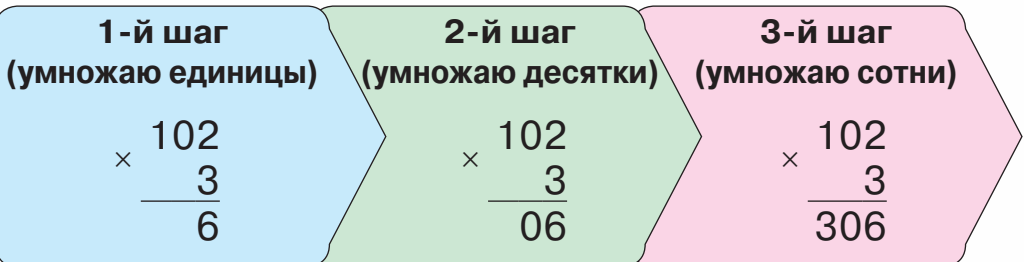 1-й шаг
(умножаю единицы)
× 102
3
6
2-й шаг
(умножаю десятки)
× 102
3
06
3-й шаг
(умножаю сотни)
× 102
3
306